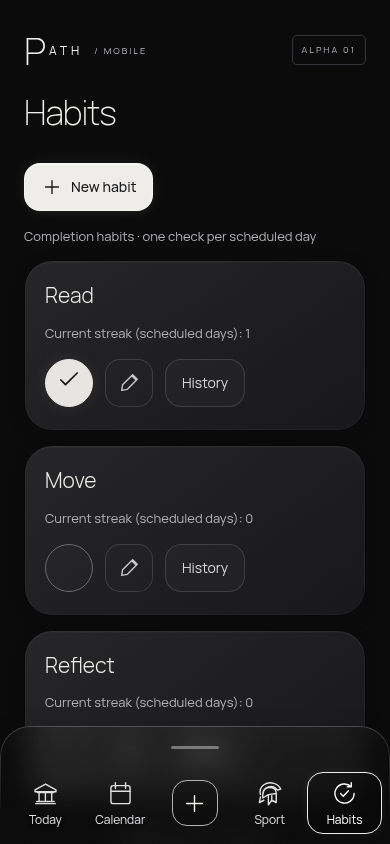 PATH / MOBILE
ALPHA 01
Habits
New habit
Completion habits · one check per scheduled day
Read
Current streak (scheduled days): 1
History
Move
Current streak (scheduled days): 0
History
Reflect
Current streak (scheduled days): 0
Today
Calendar
Sport
Habits